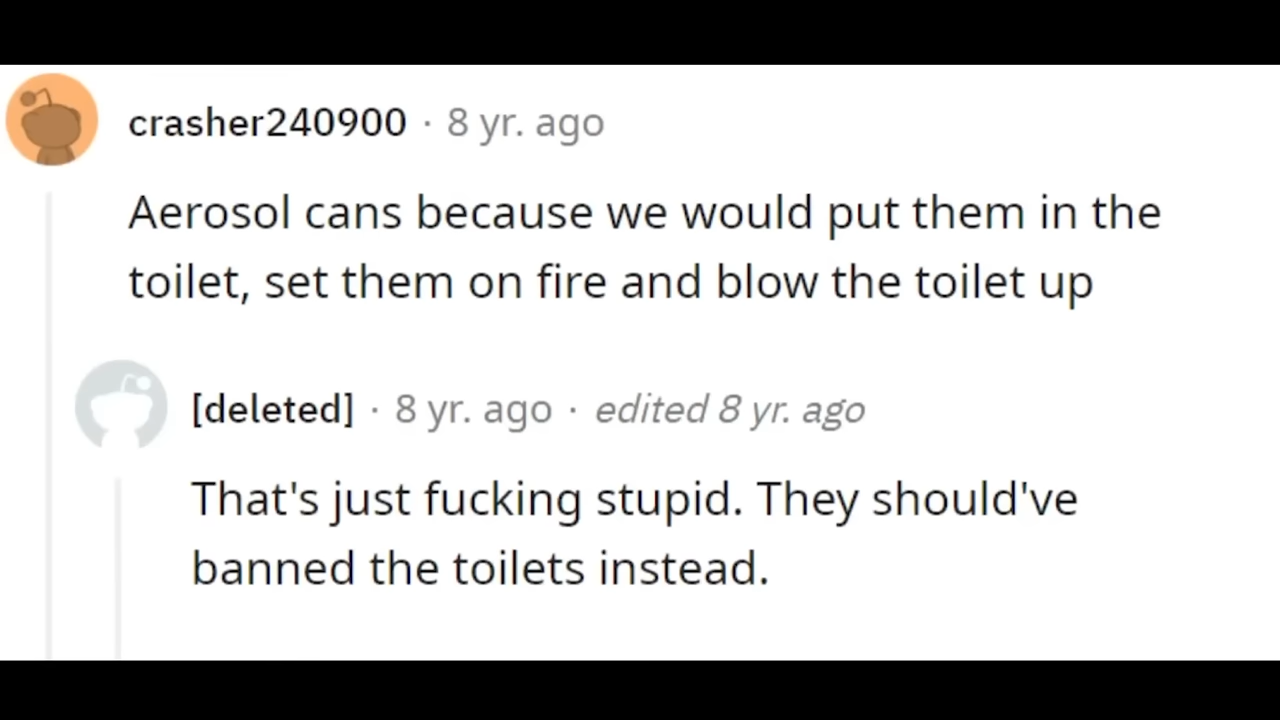 crasher240900 · 8 yr. ago
Aerosol cans because we would put them in the
toilet, set them on fire and blow the toilet up
[deleted] · 8 yr. ago · edited 8 yr. ago
That's just fucking stupid. They should've
banned the toilets instead.